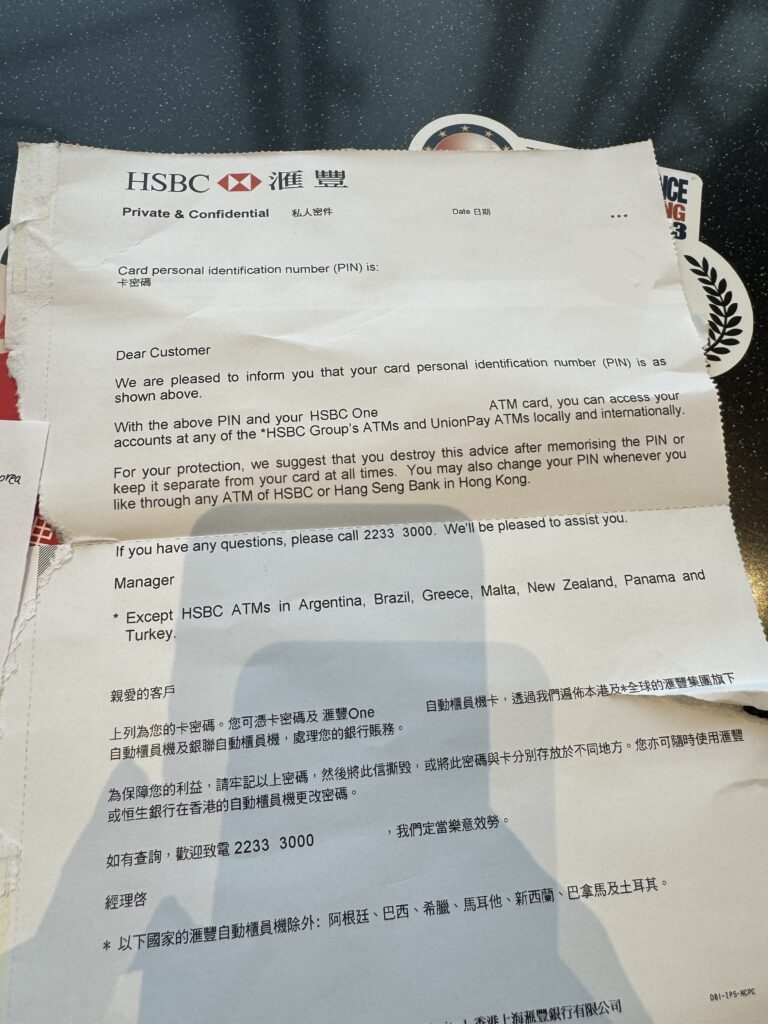 HSBC 滙豐
Private & Confidential 私人密件 Date 日期
Card personal identification number (PIN) is:
卡密碼
Dear Customer
We are pleased to inform you that your card personal identification number (PIN) is as
shown above.
With the above PIN and your HSBC One ATM card, you can access your
accounts at any of the *HSBC Group's ATMs and UnionPay ATMs locally and internationally.
For your protection, we suggest that you destroy this advice after memorising the PIN or
keep it separate from your card at all times. You may also change your PIN whenever you
like through any ATM of HSBC or Hang Seng Bank in Hong Kong.
If you have any questions, please call 2233 3000. We'll be pleased to assist you.
Manager
* Except HSBC ATMs in Argentina, Brazil, Greece, Malta, New Zealand, Panama and
Turkey.
親愛的客戶
上列為您的卡密碼。您可憑卡密碼及 滙豐One 自動櫃員機卡，透過我們遍佈本港及*全球的滙豐集團旗下
自動櫃員機及銀聯自動櫃員機，處理您的銀行賬務。
為保障您的利益，請牢記以上密碼，然後將此信撕毀，或將此密碼與卡分別存放於不同地方。您亦可隨時使用滙豐
或恒生銀行在香港的自動櫃員機更改密碼。
如有查詢，歡迎致電 2233 3000 ，我們定當樂意效勞。
經理啓
* 以下國家的滙豐自動櫃員機除外: 阿根廷、巴西、希臘、馬耳他、新西蘭、巴拿馬及土耳其。
D81-IPS-NCPC
香港上海滙豐銀行有限公司